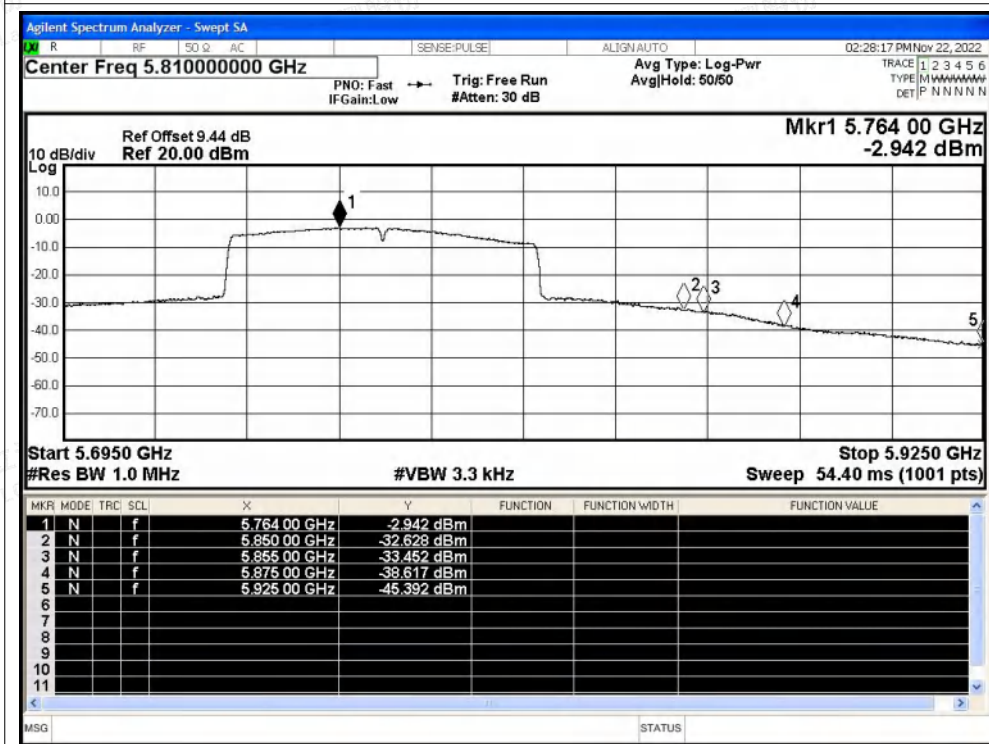 Agilent Spectrum Analyzer - Swept SA
LXI R RF 50 Ω AC SENSE:PULSE ALIGN AUTO 02:28:17 PM Nov 22, 2022
Center Freq 5.810000000 GHz
PNO: Fast
IFGain:Low
Trig: Free Run
#Atten: 30 dB
Avg Type: Log-Pwr
Avg|Hold: 50/50
TRACE 1 2 3 4 5 6
TYPE M WWWWW
DET P N N N N N
Mkr1 5.764 00 GHz
-2.942 dBm
Ref Offset 9.44 dB
10 dB/div Ref 20.00 dBm
Log
10.0
0.00
-10.0
-20.0
-30.0
-40.0
-50.0
-60.0
-70.0
1
2
3
4
5
Start 5.6950 GHz Stop 5.9250 GHz
#Res BW 1.0 MHz #VBW 3.3 kHz Sweep 54.40 ms (1001 pts)
MKR MODE TRC SCL X Y FUNCTION FUNCTION WIDTH FUNCTION VALUE
1 N f 5.764 00 GHz -2.942 dBm
2 N f 5.850 00 GHz -32.628 dBm
3 N f 5.855 00 GHz -33.452 dBm
4 N f 5.875 00 GHz -38.617 dBm
5 N f 5.925 00 GHz -45.392 dBm
6
7
8
9
10
11
MSG STATUS